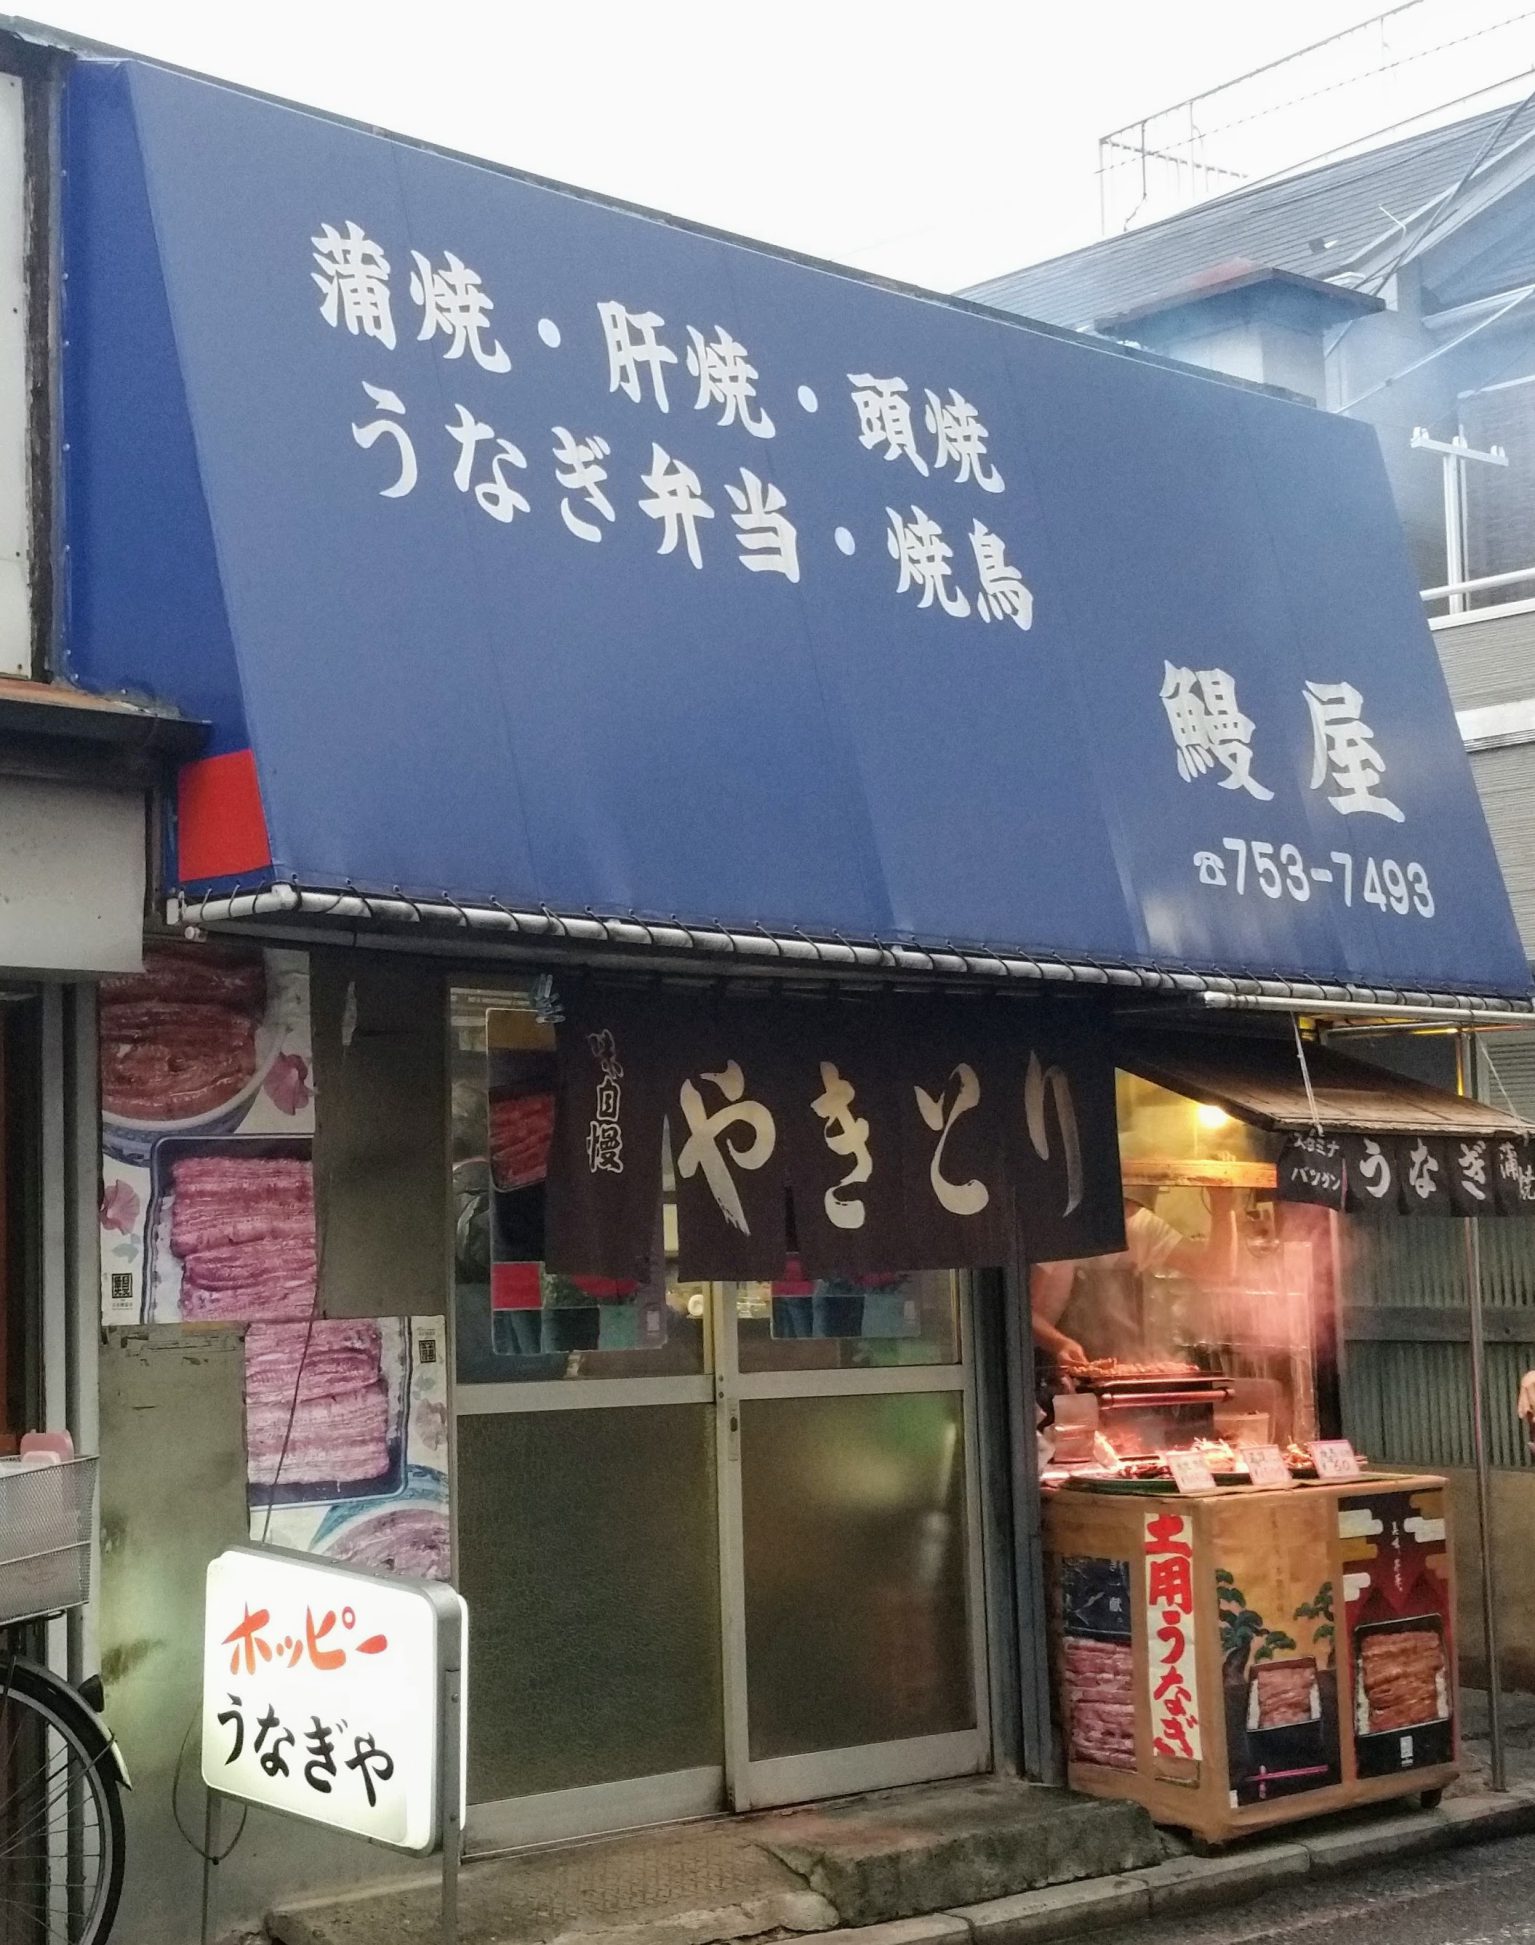 蒲焼・肝焼・頭焼
うなぎ弁当・焼鳥
鰻屋
☎753-7493
味自慢
やきとり
スタミナ
バツグン
うなぎ
蒲焼
ホッピー
うなぎや
土用うなぎ